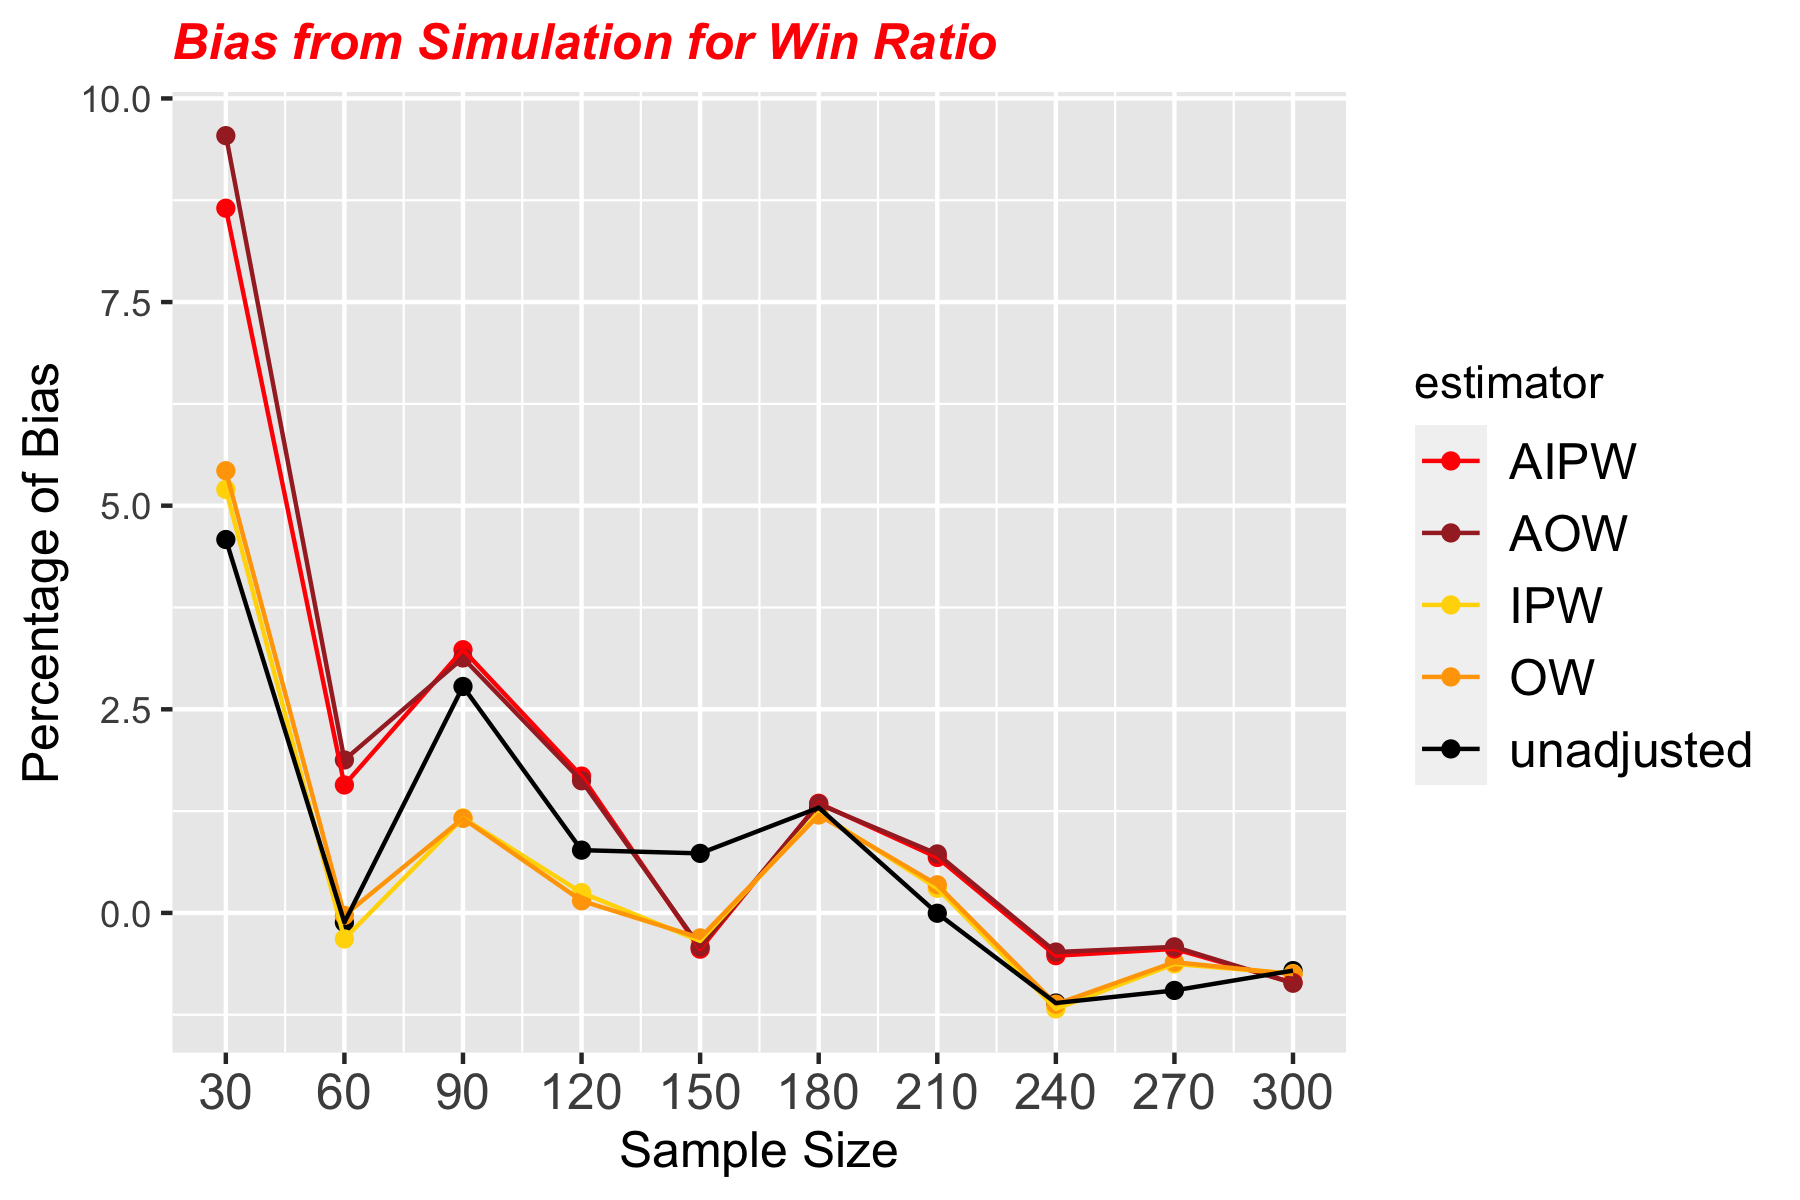 Bias from Simulation for Win Ratio
10.0
7.5
5.0
2.5
0.0
Percentage of Bias
30 60 90 120 150 180 210 240 270 300
Sample Size
estimator
AIPW
AOW
IPW
OW
unadjusted